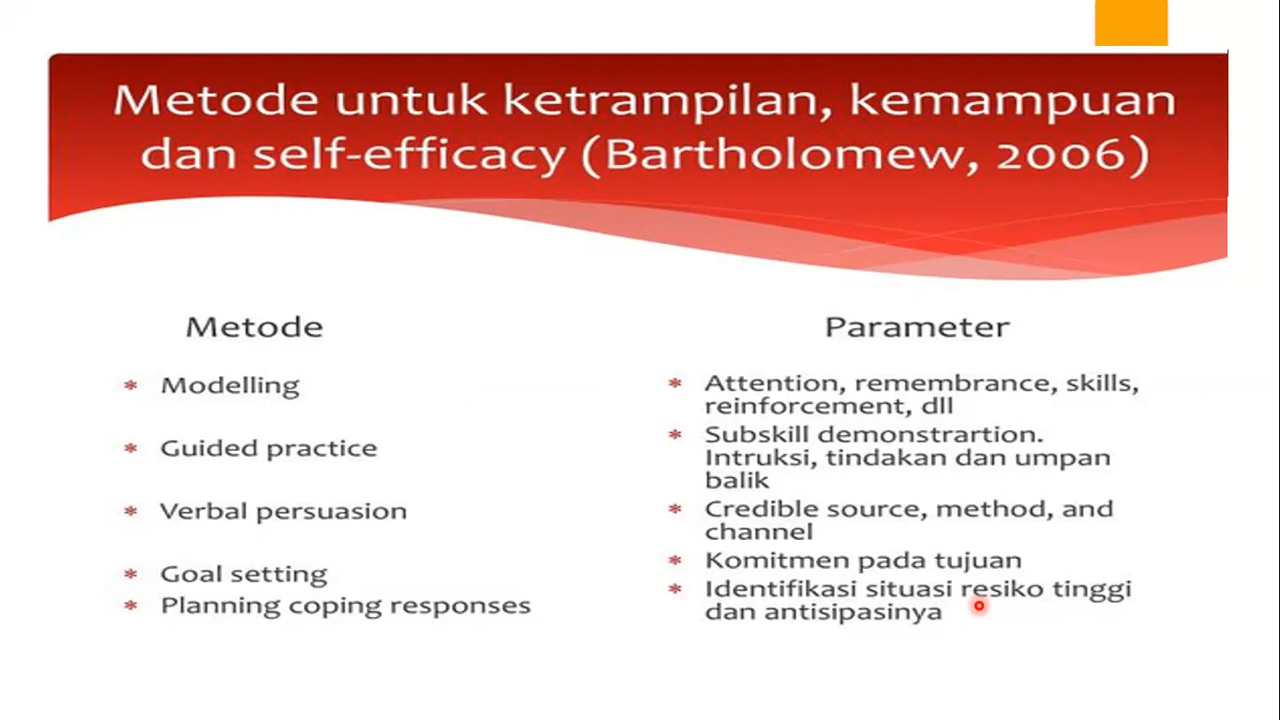 Metode untuk ketrampilan, kemampuan
dan self-efficacy (Bartholomew, 2006)
Metode
* Modelling
* Guided practice
* Verbal persuasion
* Goal setting
* Planning coping responses
Parameter
* Attention, remembrance, skills,
reinforcement, dll
* Subskill demonstrartion.
Intruksi, tindakan dan umpan
balik
* Credible source, method, and
channel
* Komitmen pada tujuan
* Identifikasi situasi resiko tinggi
dan antisipasinya